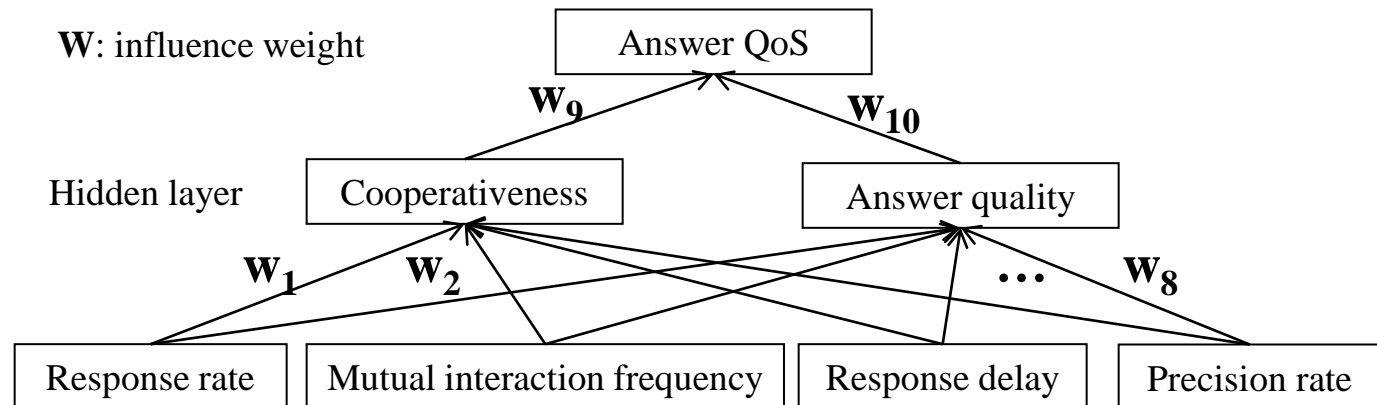 W: influence weight
Answer QoS
w9
w10
Hidden layer
Cooperativeness
Answer quality
w1
w2
...
w8
Response rate
Mutual interaction frequency
Response delay
Precision rate